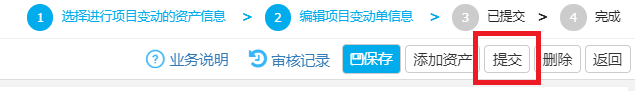 1 选择进行项目变动的资产信息 > 2 编辑项目变动单信息 > 3 已提交 > 4 完成
? 业务说明 审核记录 保存 添加资产 提交 删除 返回